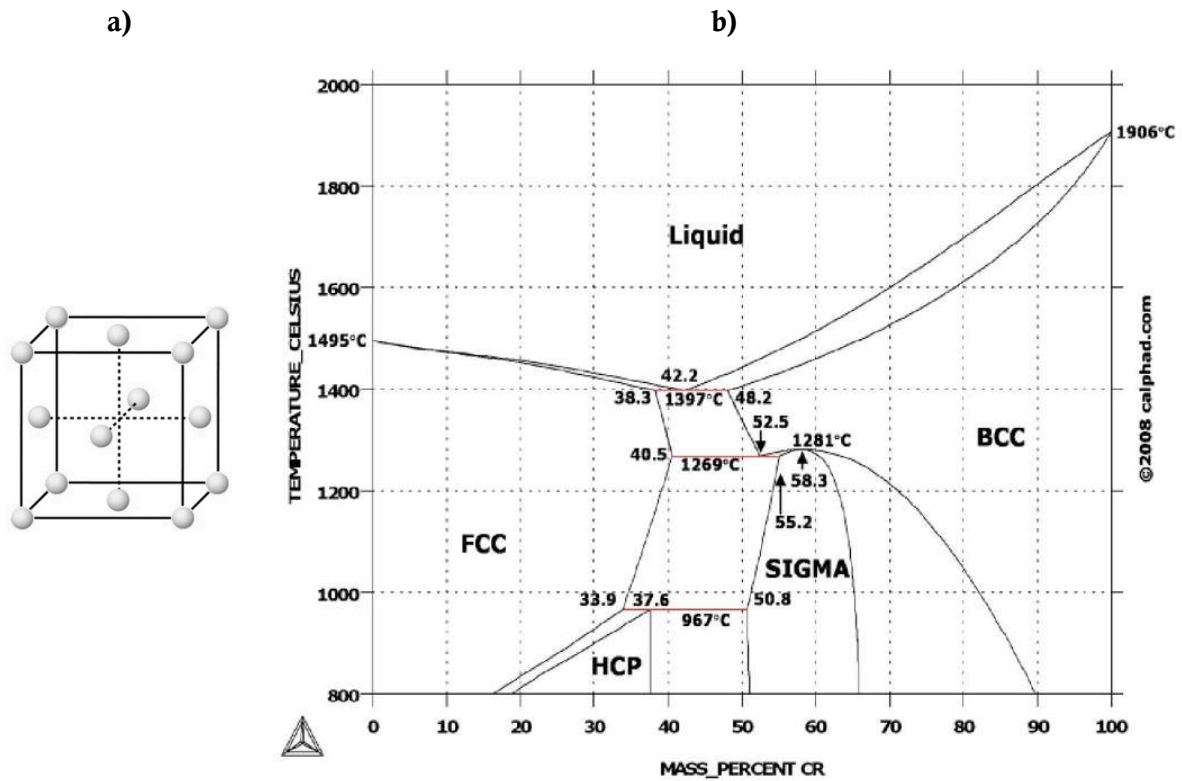 a)
b)
2000
1800
1600
1400
1200
1000
800
TEMPERATURE_CELSIUS
1906°C
Liquid
1495°C
42.2
38.3
1397°C
48.2
52.5
1281°C
BCC
40.5
1269°C
58.3
55.2
FCC
SIGMA
33.9
37.6
50.8
967°C
HCP
0 10 20 30 40 50 60 70 80 90 100
MASS_PERCENT CR
©2008 calphad.com